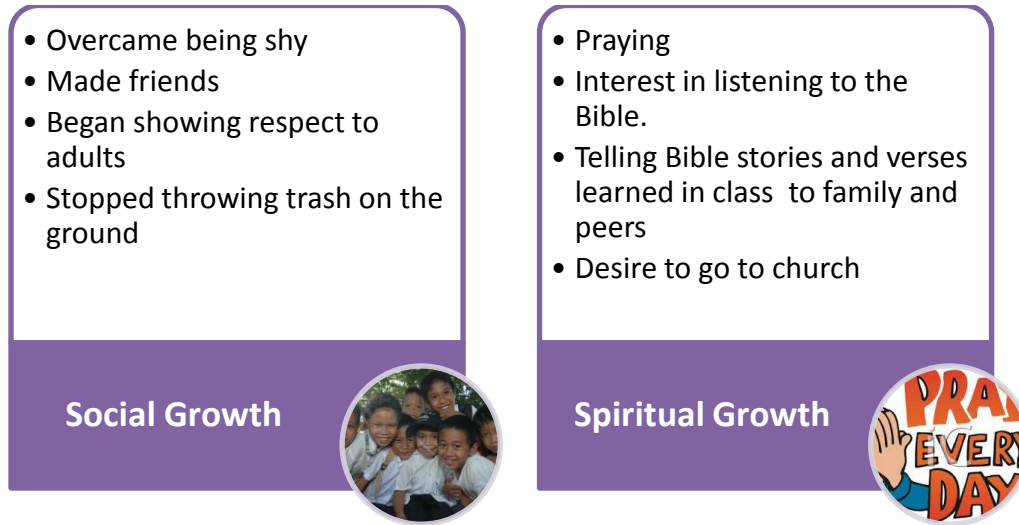 • Overcame being shy
• Made friends
• Began showing respect to
adults
• Stopped throwing trash on the
ground
Social Growth
• Praying
• Interest in listening to the
Bible.
• Telling Bible stories and verses
learned in class  to family and
peers
• Desire to go to church
Spiritual Growth
PRA
EVERY
DAY